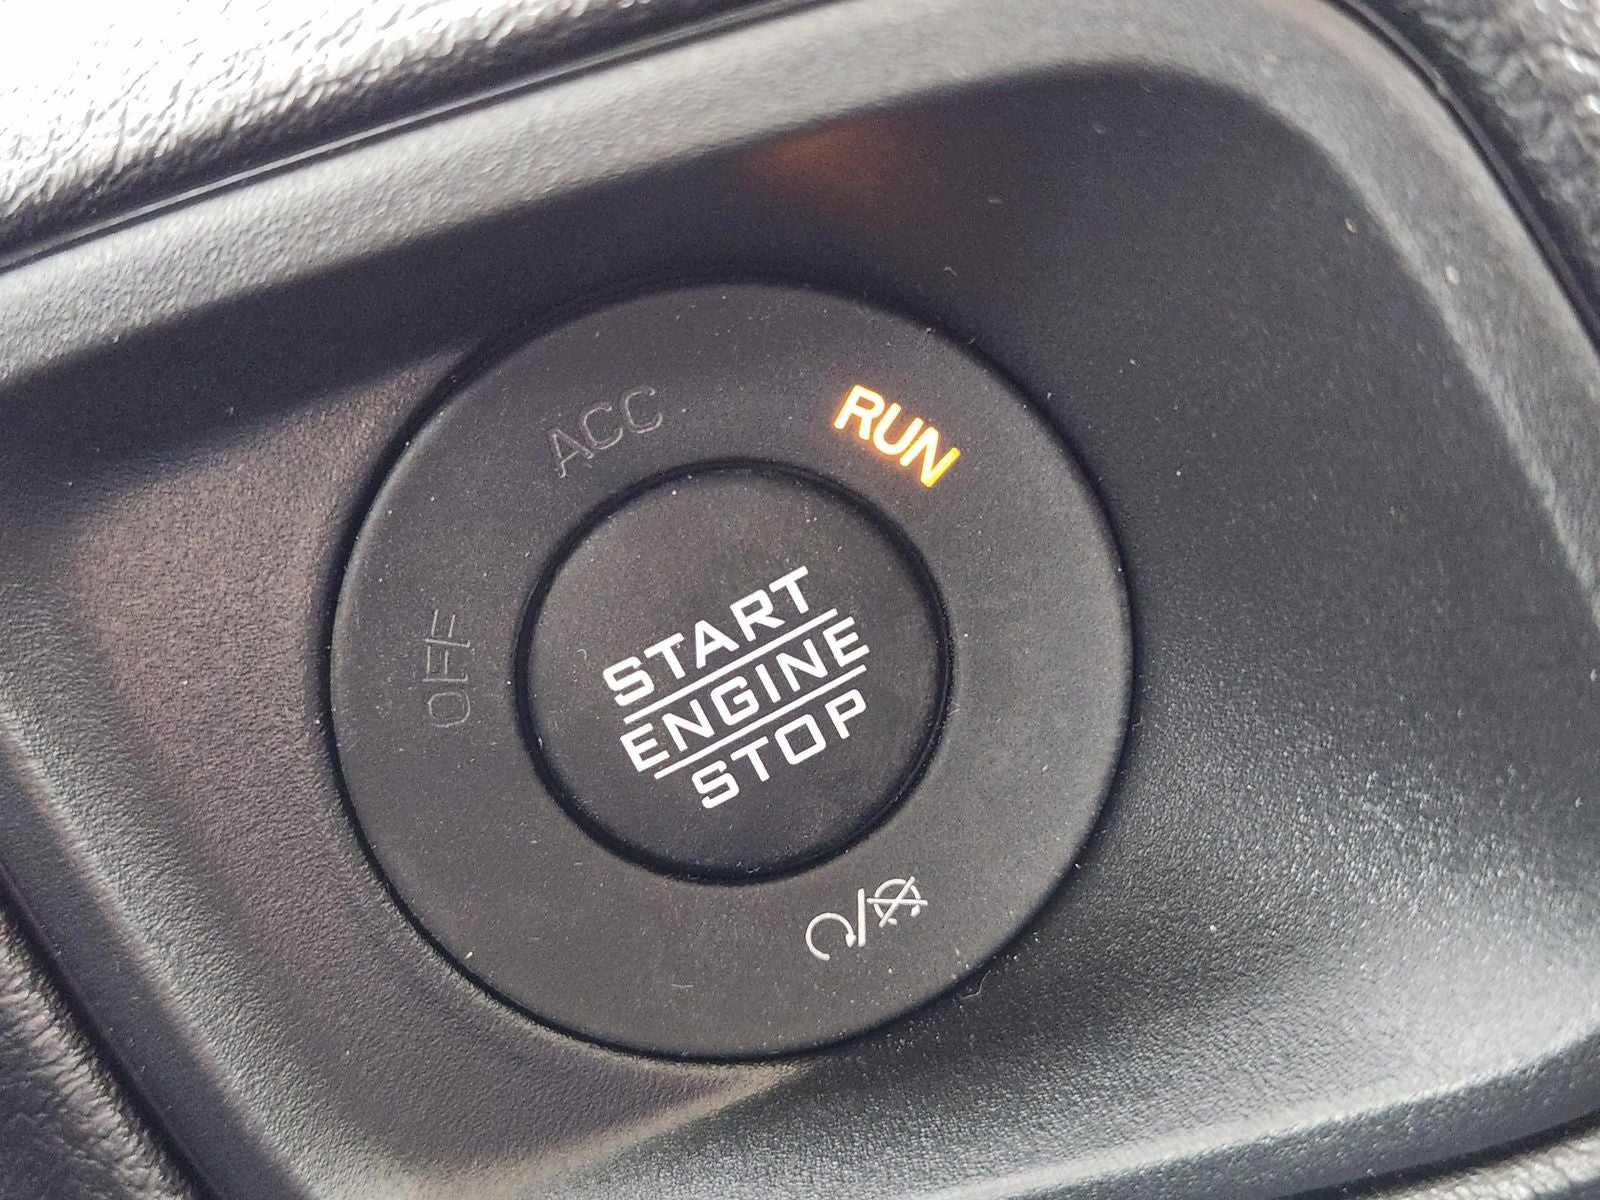 ACC
RUN
OFF
START
ENGINE
STOP